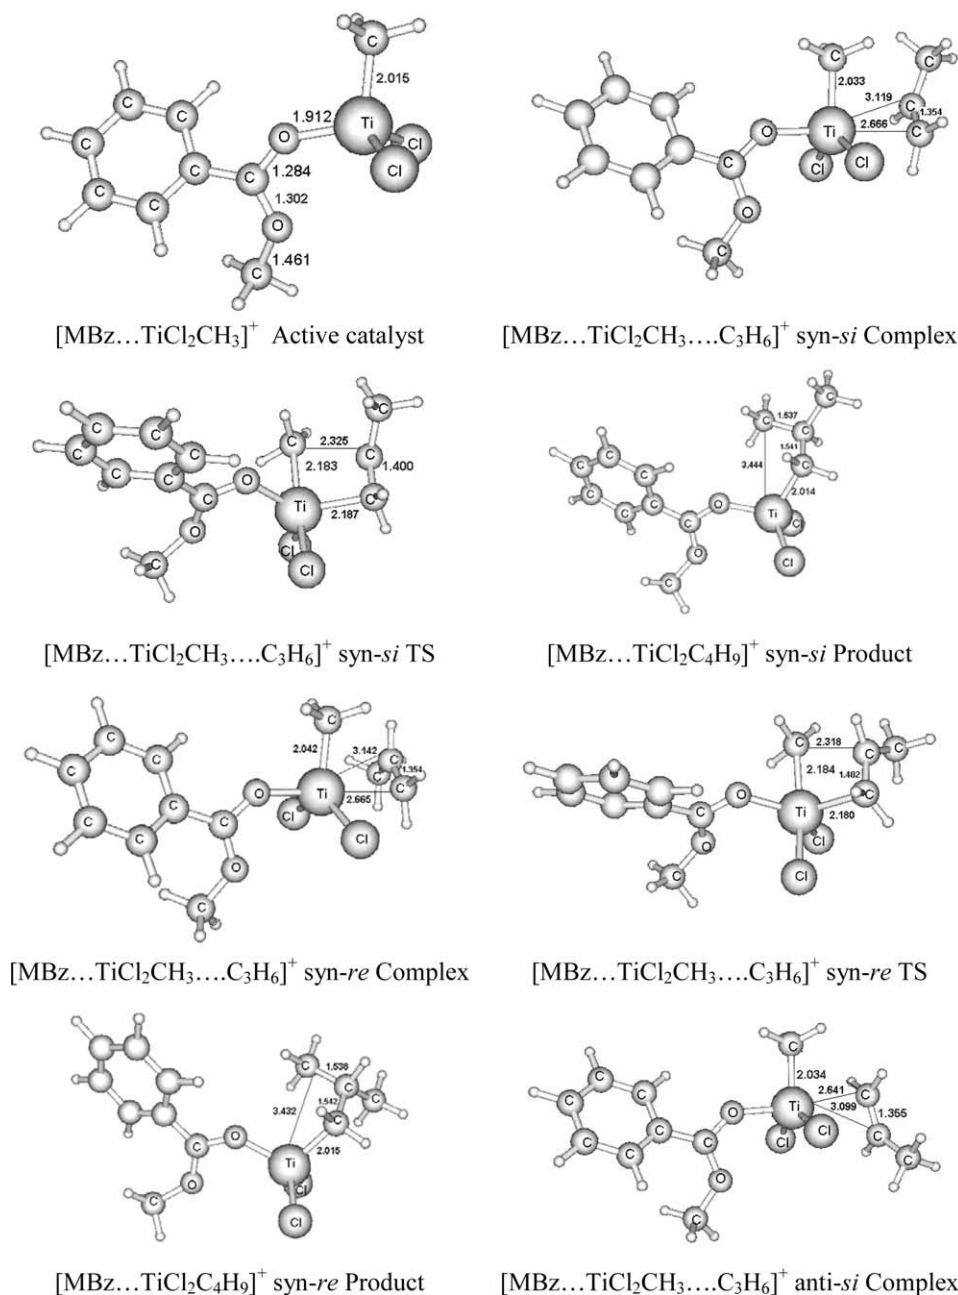 C
2.015
1.912
Ti
O
Cl
Cl
C
C
C
C
C
C
C
1.284
1.302
O
1.461
C
C
C
2.033
3.119
C
1.354
2.666
C
O
Ti
Cl
Cl
C
O
C
[MBz…TiCl₂CH₃]⁺ Active catalyst
[MBz…TiCl₂CH₃….C₃H₆]⁺ syn-si Complex
C
C
C
C
C
C
C
2.325
C
2.183
1.400
O
C
Ti
2.187
C
O
C
Cl
Cl
C
C
1.537
C
1.541
C
3.444
2.014
C
C
C
C
C
C
C
O
Ti
Cl
O
Cl
C
[MBz…TiCl₂CH₃….C₃H₆]⁺ syn-si TS
[MBz…TiCl₂C₄H₉]⁺ syn-si Product
C
2.042
3.142
C
C
1.354
2.665
C
C
C
C
C
C
C
C
O
Ti
Cl
Cl
O
C
C
2.318
C
C
2.184
1.402
C
O
Ti
2.180
C
O
Cl
Cl
C
[MBz…TiCl₂CH₃….C₃H₆]⁺ syn-re Complex
[MBz…TiCl₂CH₃….C₃H₆]⁺ syn-re TS
C
1.538
C
C
3.432
1.542
C
O
C
Ti
2.015
O
Cl
Cl
C
C
2.034
2.641
C
3.099
1.355
C
C
O
Ti
Cl
Cl
C
C
C
C
C
C
C
O
C
[MBz…TiCl₂C₄H₉]⁺ syn-re Product
[MBz…TiCl₂CH₃….C₃H₆]⁺ anti-si Complex